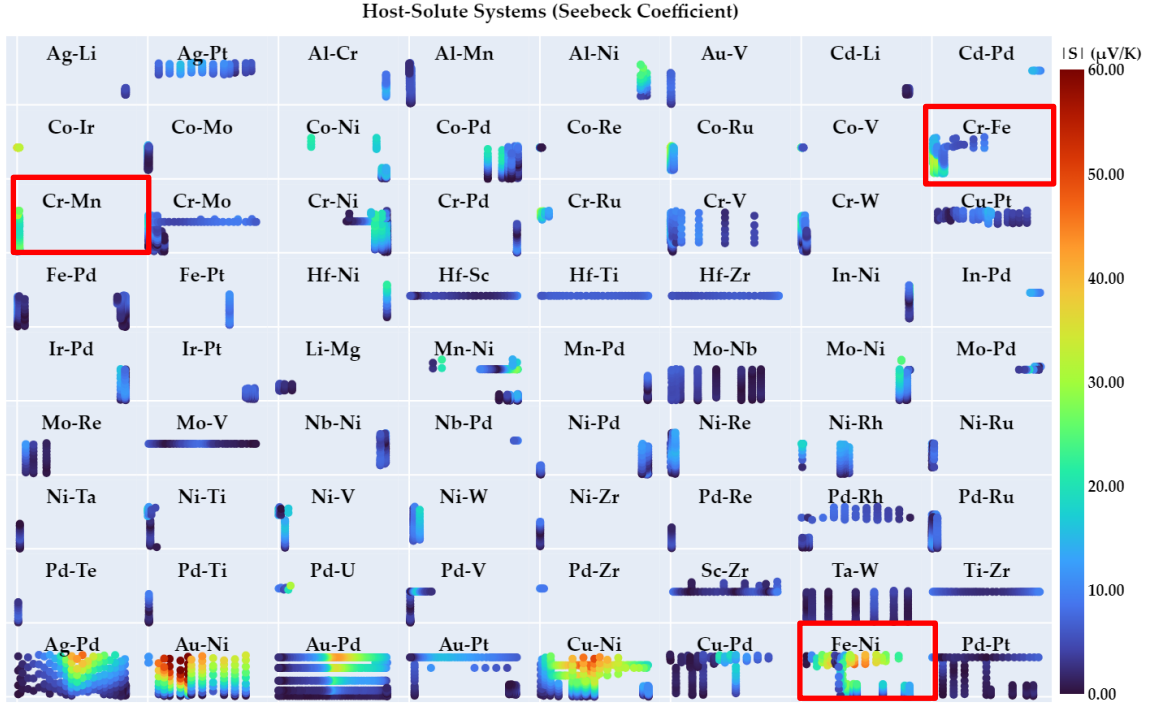 Host-Solute Systems (Seebeck Coefficient)
|S| (μV/K)
Ag-Li Ag-Pt Al-Cr Al-Mn Al-Ni Au-V Cd-Li Cd-Pd
60.00
Co-Ir Co-Mo Co-Ni Co-Pd Co-Re Co-Ru Co-V Cr-Fe
50.00
Cr-Mn Cr-Mo Cr-Ni Cr-Pd Cr-Ru Cr-V Cr-W Cu-Pt
40.00
Fe-Pd Fe-Pt Hf-Ni Hf-Sc Hf-Ti Hf-Zr In-Ni In-Pd
Ir-Pd Ir-Pt Li-Mg Mn-Ni Mn-Pd Mo-Nb Mo-Ni Mo-Pd
30.00
Mo-Re Mo-V Nb-Ni Nb-Pd Ni-Pd Ni-Re Ni-Rh Ni-Ru
20.00
Ni-Ta Ni-Ti Ni-V Ni-W Ni-Zr Pd-Re Pd-Rh Pd-Ru
Pd-Te Pd-Ti Pd-U Pd-V Pd-Zr Sc-Zr Ta-W Ti-Zr
10.00
Ag-Pd Au-Ni Au-Pd Au-Pt Cu-Ni Cu-Pd Fe-Ni Pd-Pt
0.00